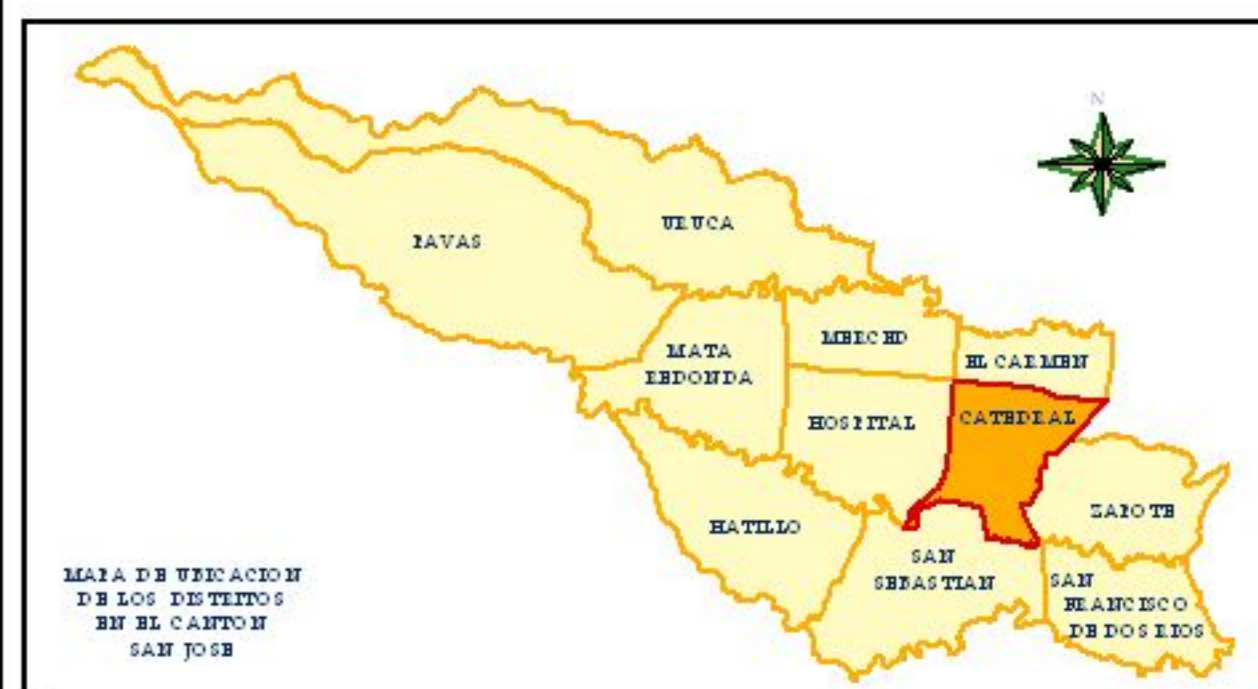 N
URUCA
PAVAS
MERCED
MATA
REDONDA
EL CARMEN
HOSPITAL
CATEDRAL
ZAPOTE
HATILLO
SAN
SEBASTIAN
SAN
FRANCISCO
DE DOS RIOS
MAPA DE UBICACION
DE LOS DISTRITOS
EN EL CANTON
SAN JOSE